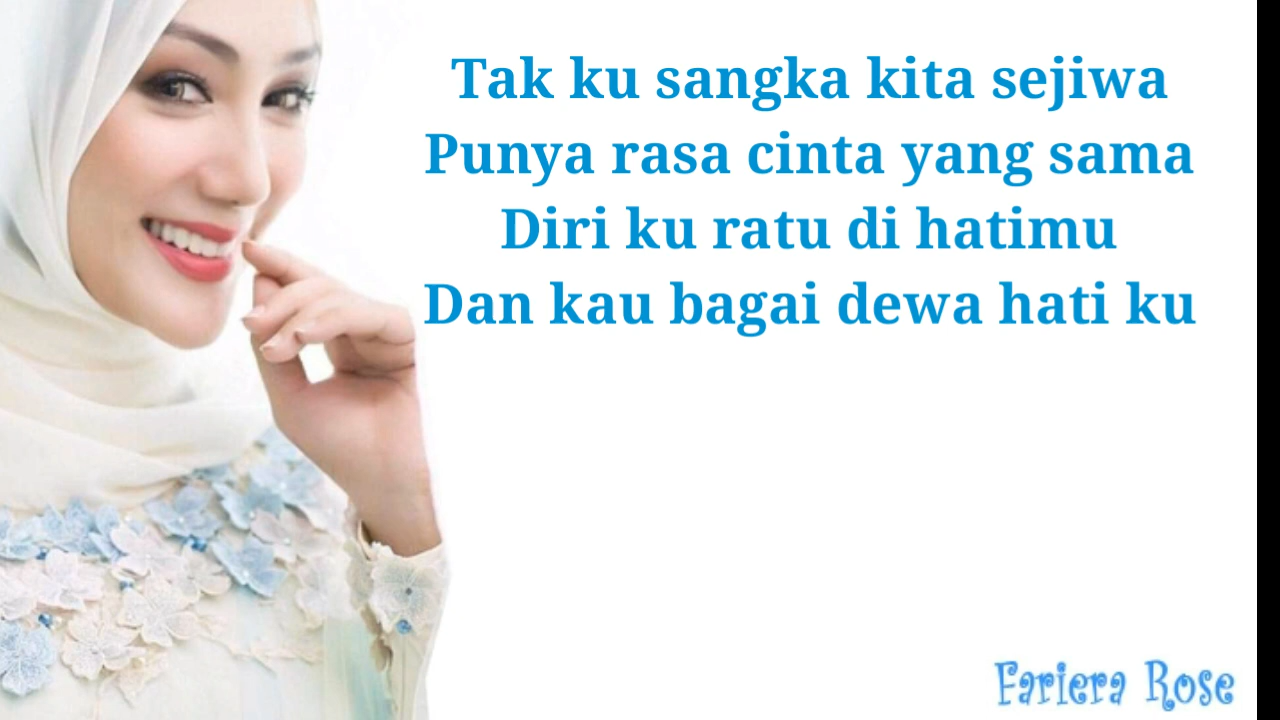 Tak ku sangka kita sejiwa
Punya rasa cinta yang sama
Diri ku ratu di hatimu
Dan kau bagai dewa hati ku
Fariera Rose